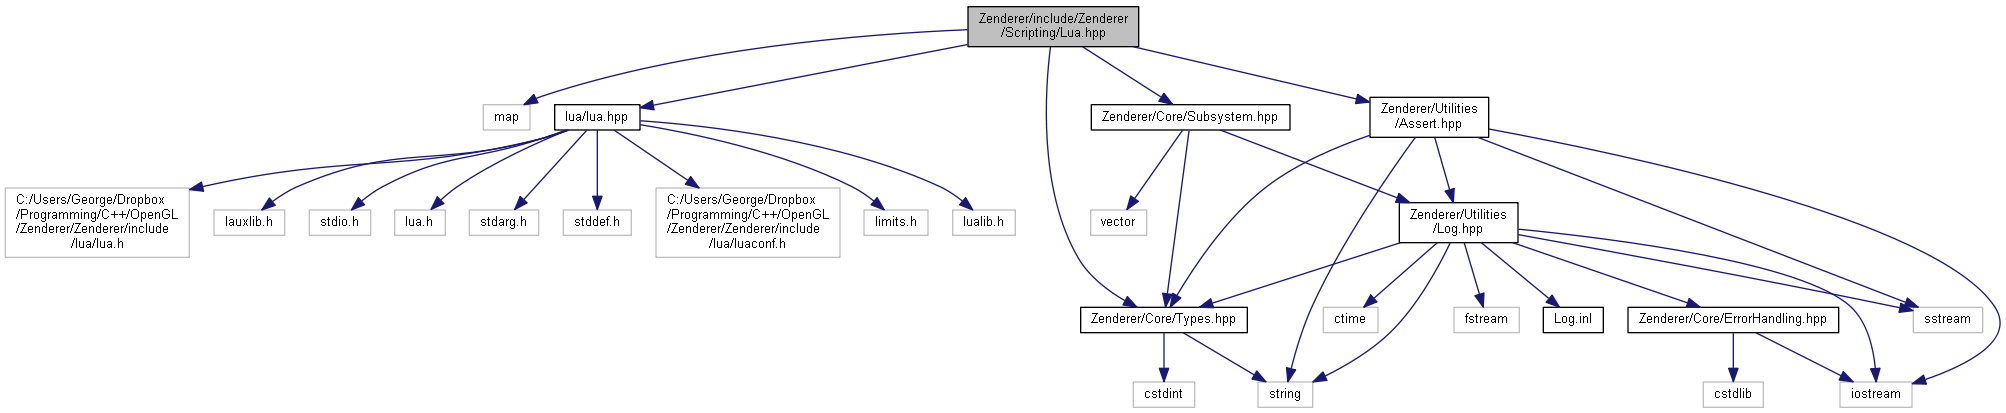 Zenderer/include/Zenderer
/Scripting/Lua.hpp
map
lua/lua.hpp
Zenderer/Core/Subsystem.hpp
Zenderer/Utilities
/Assert.hpp
C:/Users/George/Dropbox
/Programming/C++/OpenGL
/Zenderer/Zenderer/include
/lua/lua.h
lauxlib.h
stdio.h
lua.h
stdarg.h
stddef.h
C:/Users/George/Dropbox
/Programming/C++/OpenGL
/Zenderer/Zenderer/include
/lua/luaconf.h
limits.h
lualib.h
vector
Zenderer/Utilities
/Log.hpp
Zenderer/Core/Types.hpp
ctime
fstream
Log.inl
Zenderer/Core/ErrorHandling.hpp
sstream
cstdint
string
cstdlib
iostream